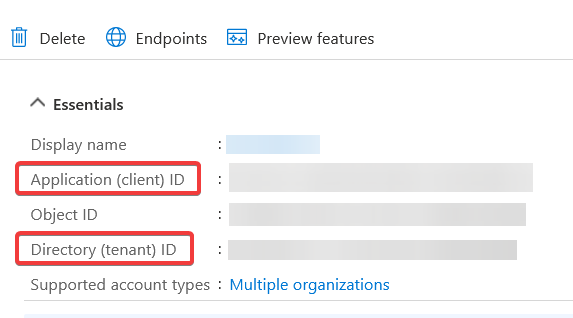 Delete Endpoints Preview features
Essentials
Display name :
Application (client) ID :
Object ID :
Directory (tenant) ID :
Supported account types : Multiple organizations